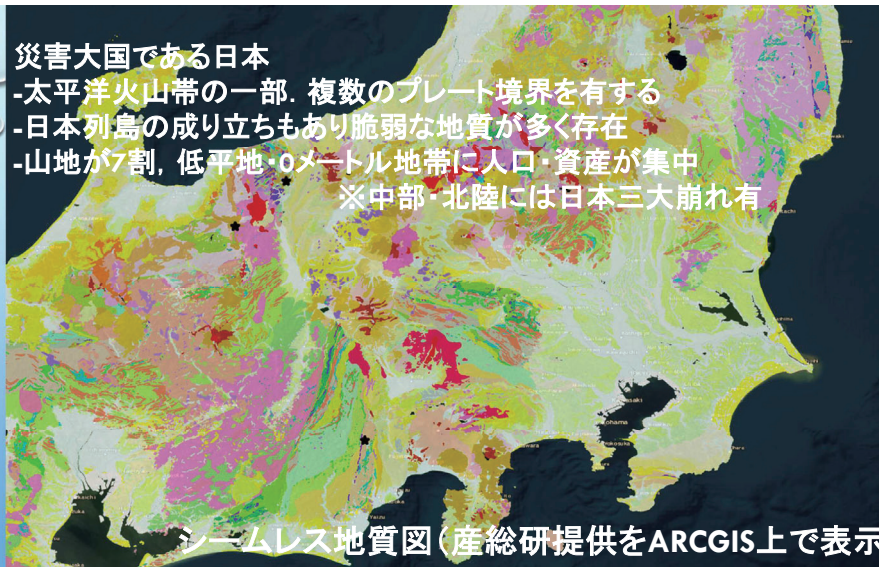 災害大国である日本
-太平洋火山帯の一部．複数のプレート境界を有する
-日本列島の成り立ちもあり脆弱な地質が多く存在
-山地が7割，低平地・0メートル地帯に人口・資産が集中
※中部・北陸には日本三大崩れ有
シームレス地質図（産総研提供をARCGIS上で表示